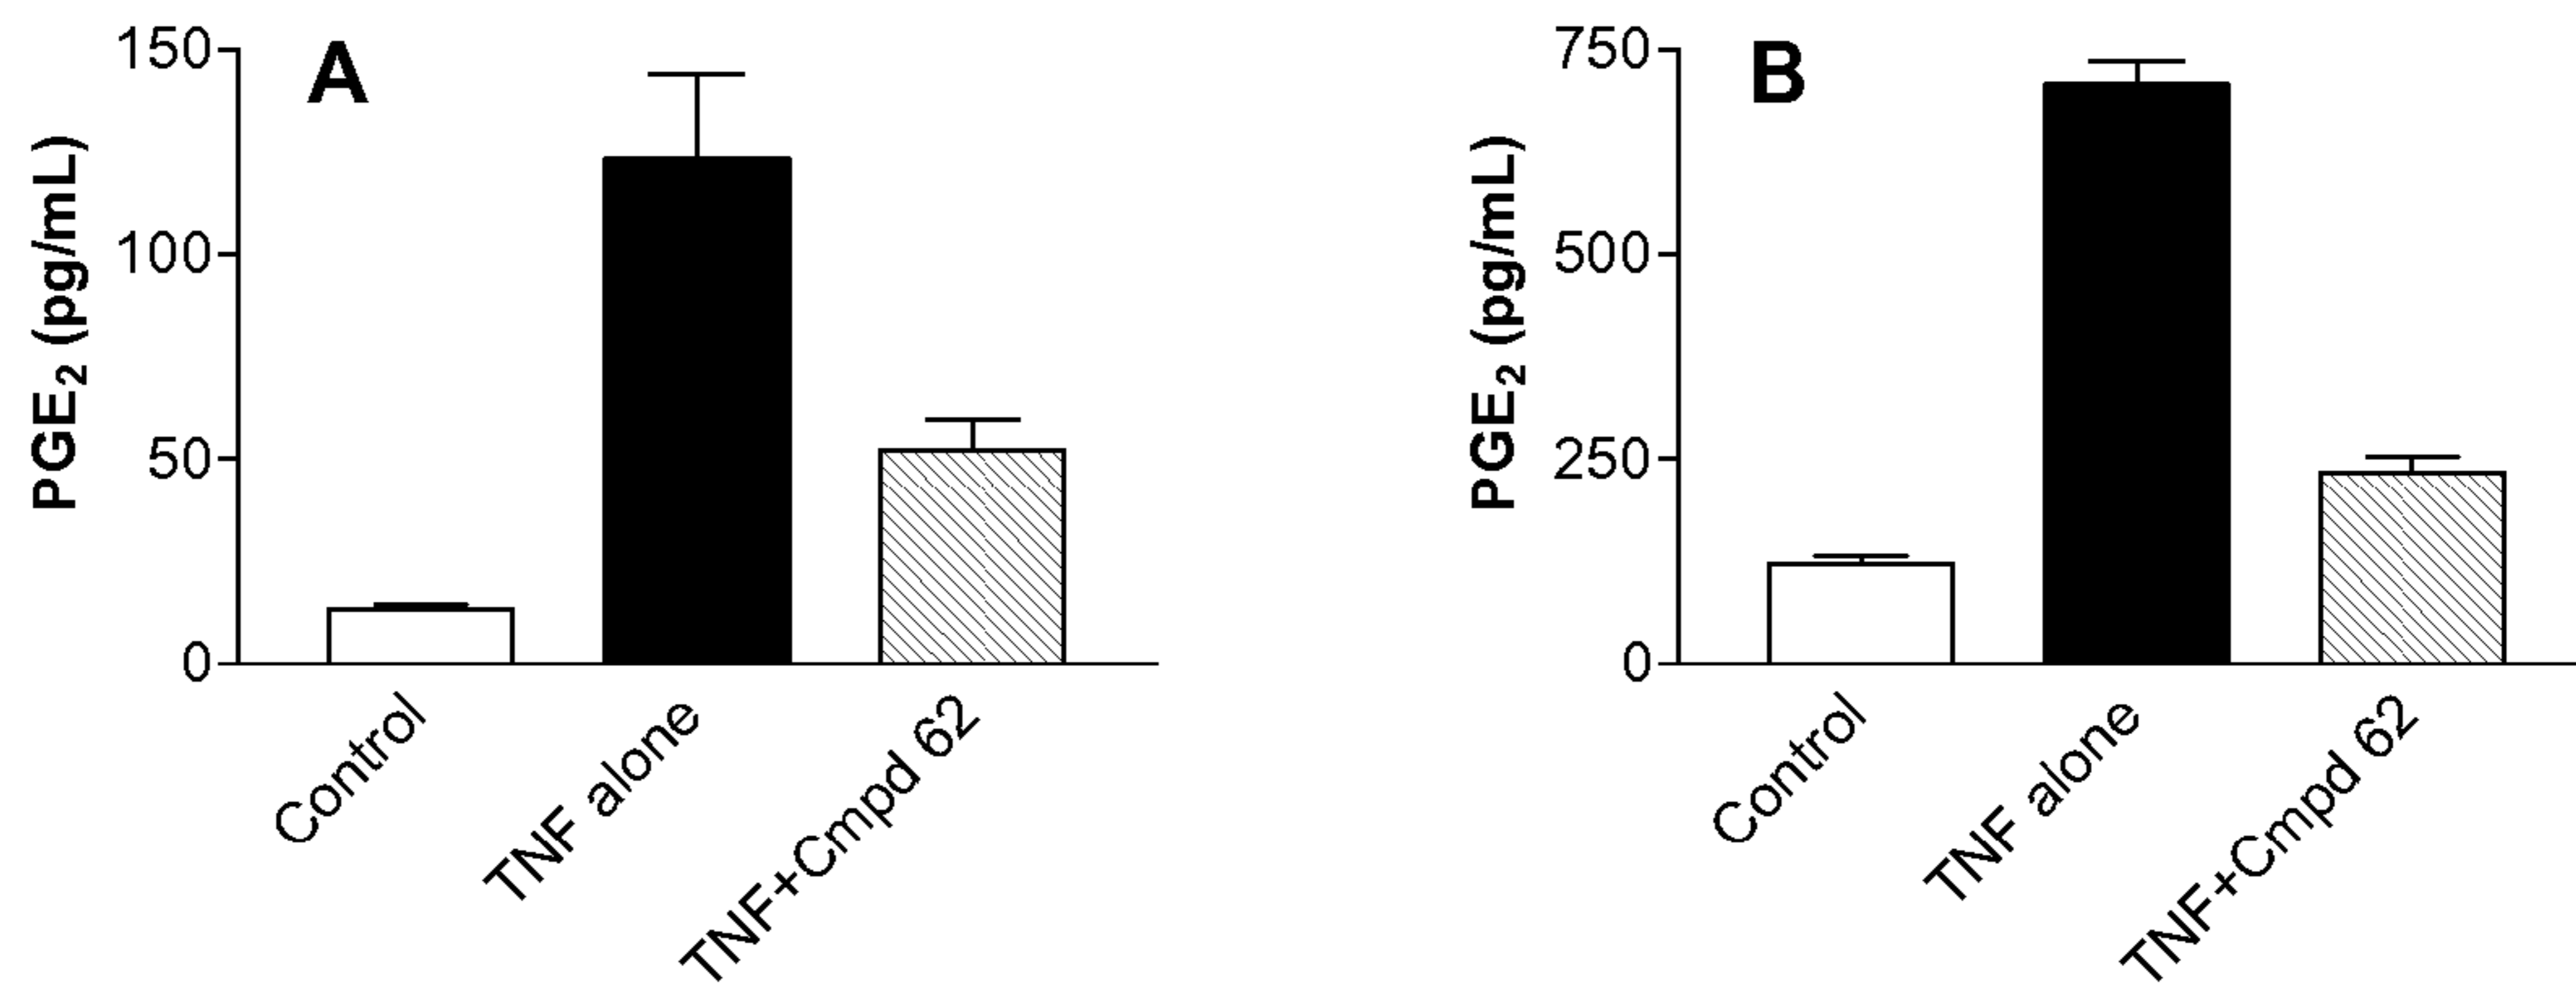 A
PGE2 (pg/mL)
150
100
50
0
Control
TNF alone
TNF+Cmpd 62
B
PGE2 (pg/mL)
750
500
250
0
Control
TNF alone
TNF+Cmpd 62